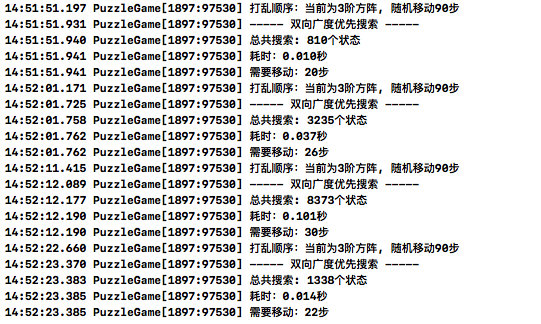 14:51:51.197 PuzzleGame[1897:97530] 打乱顺序：当前为3阶方阵, 随机移动90步
14:51:51.931 PuzzleGame[1897:97530] ----- 双向广度优先搜索 -----
14:51:51.940 PuzzleGame[1897:97530] 总共搜索: 810个状态
14:51:51.941 PuzzleGame[1897:97530] 耗时：0.010秒
14:51:51.941 PuzzleGame[1897:97530] 需要移动：20步
14:52:01.171 PuzzleGame[1897:97530] 打乱顺序：当前为3阶方阵, 随机移动90步
14:52:01.725 PuzzleGame[1897:97530] ----- 双向广度优先搜索 -----
14:52:01.758 PuzzleGame[1897:97530] 总共搜索: 3235个状态
14:52:01.762 PuzzleGame[1897:97530] 耗时：0.037秒
14:52:01.762 PuzzleGame[1897:97530] 需要移动：26步
14:52:11.415 PuzzleGame[1897:97530] 打乱顺序：当前为3阶方阵, 随机移动90步
14:52:12.089 PuzzleGame[1897:97530] ----- 双向广度优先搜索 -----
14:52:12.177 PuzzleGame[1897:97530] 总共搜索: 8373个状态
14:52:12.190 PuzzleGame[1897:97530] 耗时：0.101秒
14:52:12.190 PuzzleGame[1897:97530] 需要移动：30步
14:52:22.660 PuzzleGame[1897:97530] 打乱顺序：当前为3阶方阵, 随机移动90步
14:52:23.370 PuzzleGame[1897:97530] ----- 双向广度优先搜索 -----
14:52:23.383 PuzzleGame[1897:97530] 总共搜索: 1338个状态
14:52:23.385 PuzzleGame[1897:97530] 耗时：0.014秒
14:52:23.385 PuzzleGame[1897:97530] 需要移动：22步